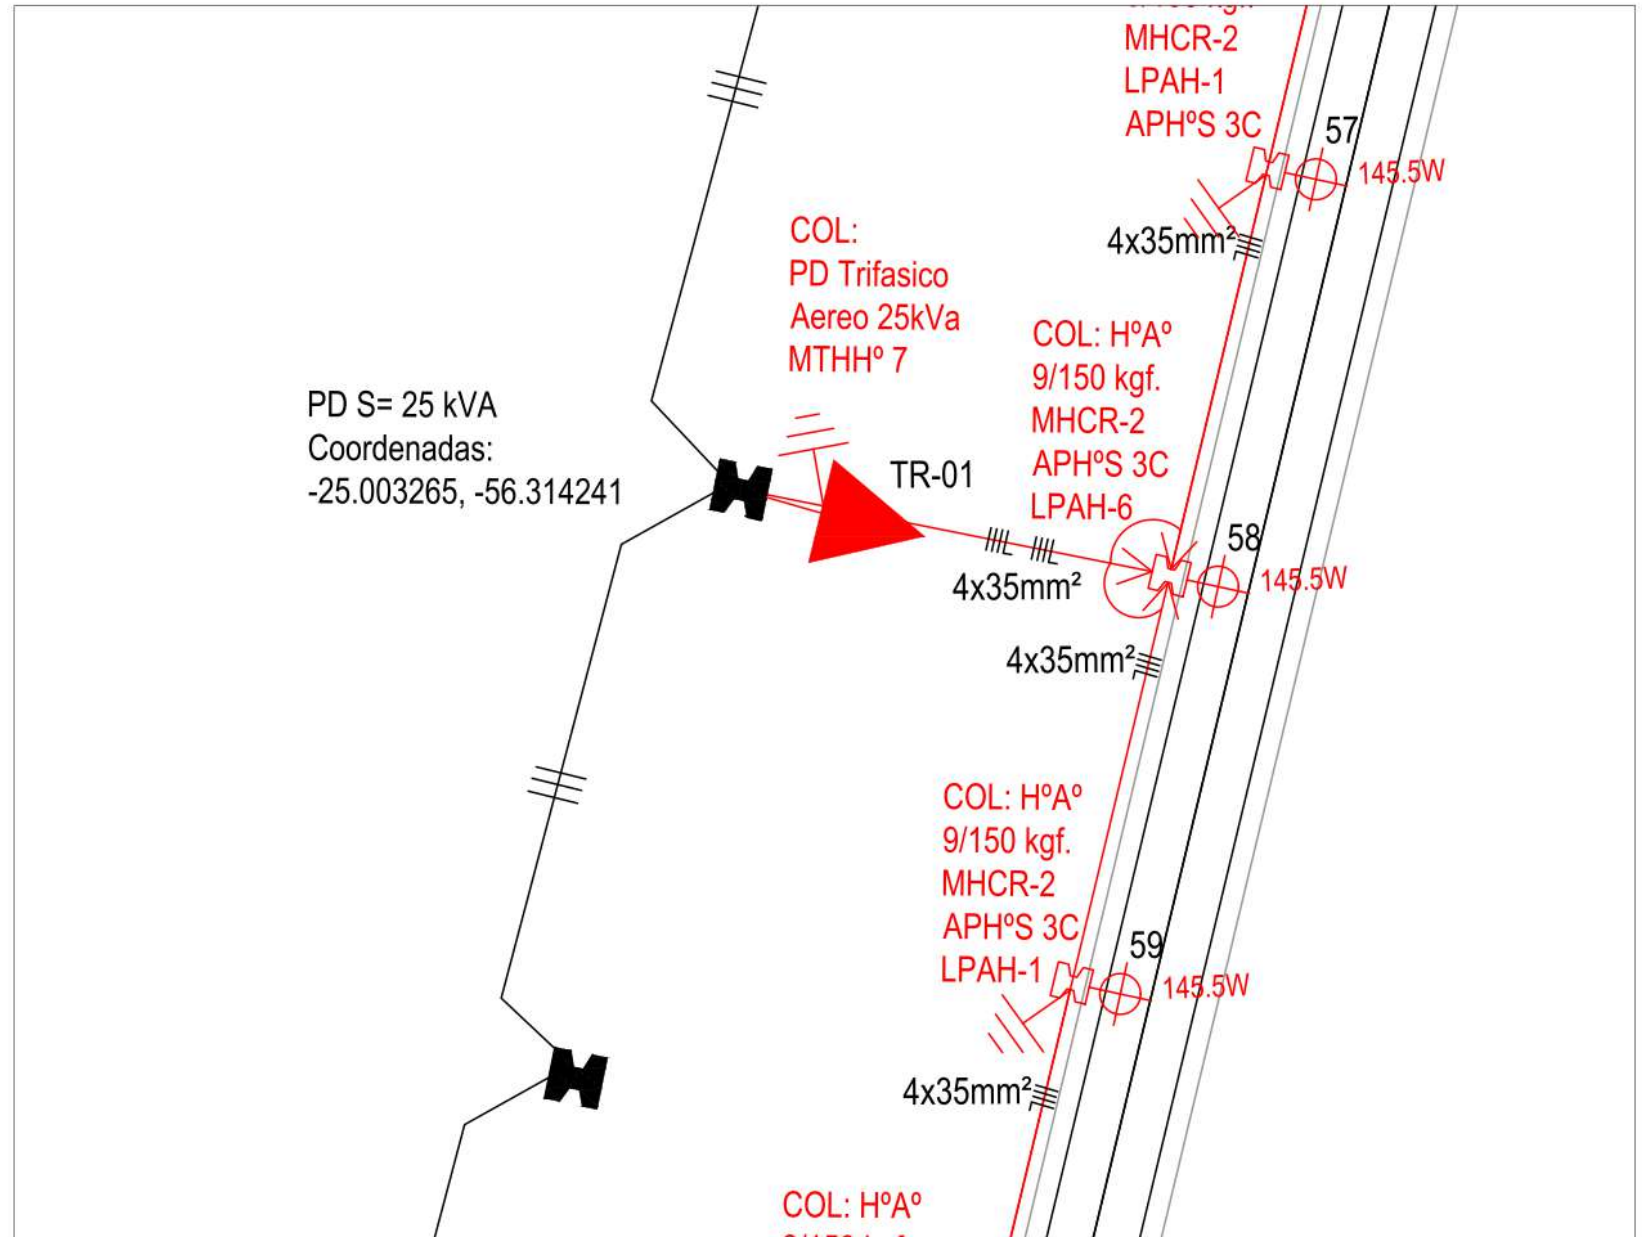 MHCR-2
LPAH-1
APHºS 3C
57
145.5W
4x35mm²
COL:
PD Trifasico
Aereo 25kVa
MTHHº 7
COL: HºAº
9/150 kgf.
MHCR-2
APHºS 3C
LPAH-6
PD S= 25 kVA
Coordenadas:
-25.003265, -56.314241
TR-01
58
145.5W
4x35mm²
4x35mm²
COL: HºAº
9/150 kgf.
MHCR-2
APHºS 3C
LPAH-1
59
145.5W
4x35mm²
COL: HºAº